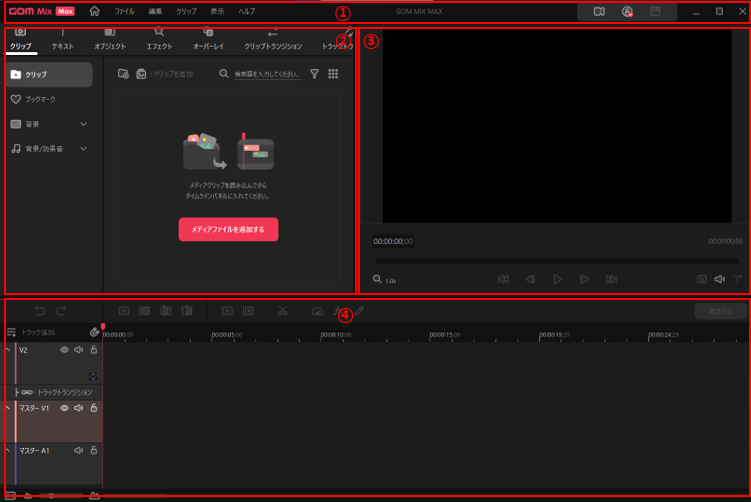 GOM Mix Max ファイル 編集 クリップ 表示 ヘルプ ① GOM MIX MAX
クリップ テキスト オブジェクト エフェクト オーバーレイ クリップトランジション ② ③
クリップ
ブックマーク
背景
背景/効果音
クリップを追加 検索語を入力してください。
メディアクリップを読み込んでから
タイムラインパネルに入れてください。
メディアファイルを追加する
00:00:00;00 00:00:00;00
1.0x
④ 書き出し
トラック追加 00:00:00;00 00:00:05;00 00:00:10;00 00:00:15;00 00:00:19;29 00:00:24;29
V2
トラックトランジション
マスター V1
マスター A1